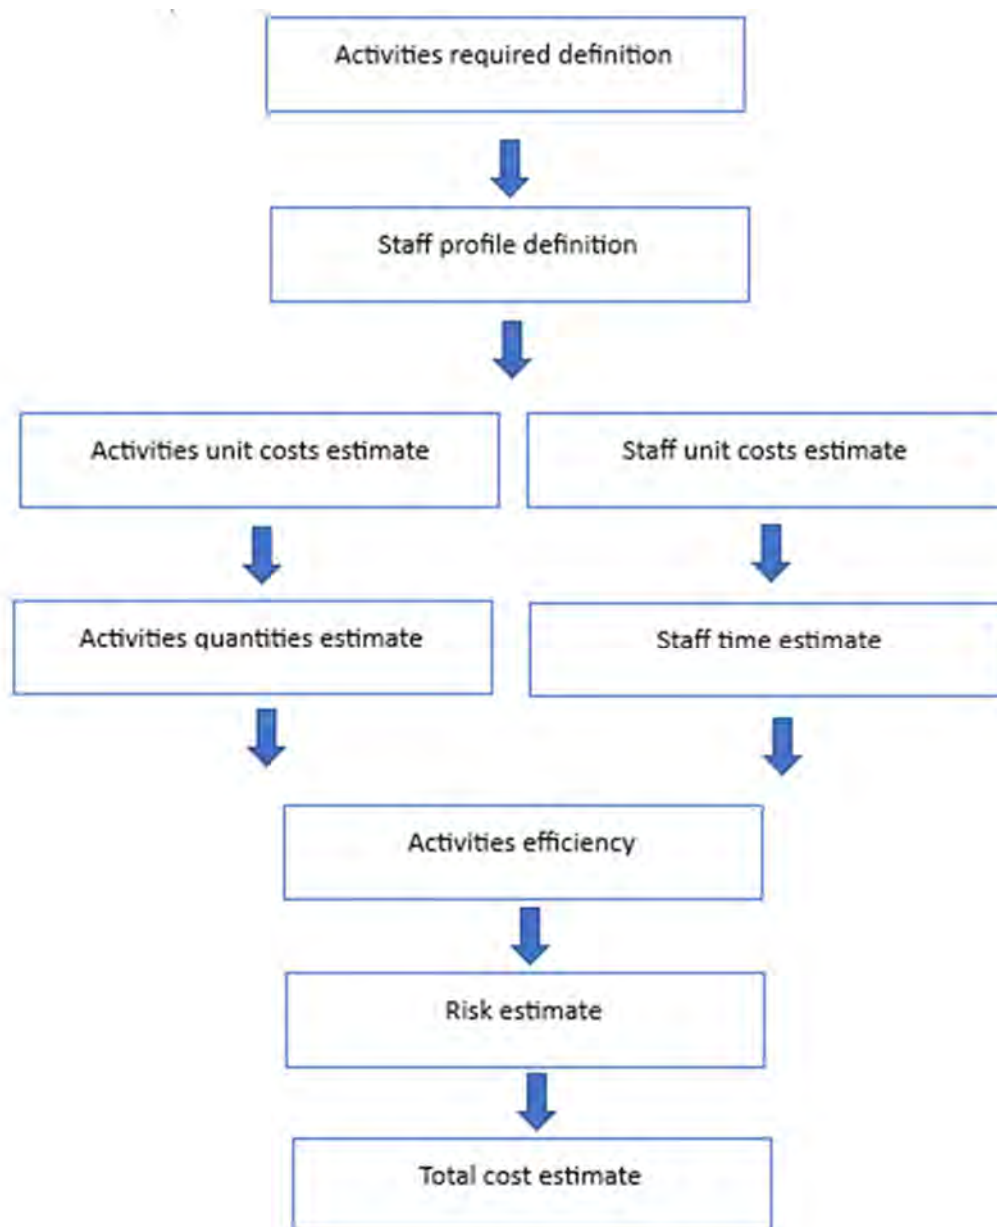 Activities required definition
Staff profile definition
Activities unit costs estimate
Staff unit costs estimate
Activities quantities estimate
Staff time estimate
Activities efficiency
Risk estimate
Total cost estimate